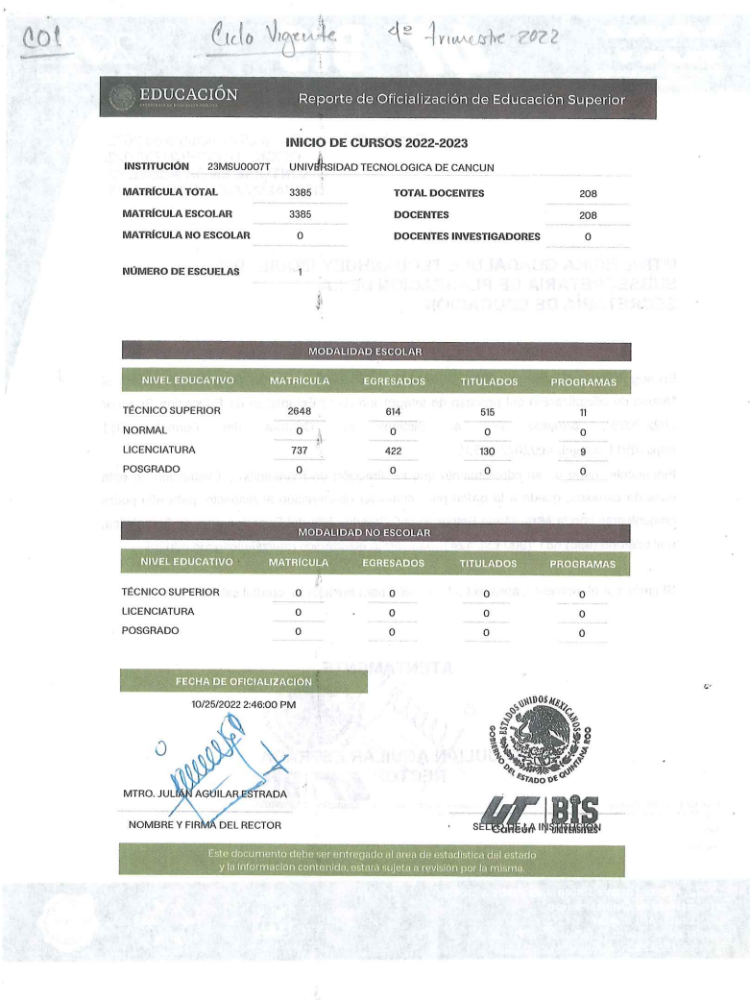 COI Ciclo Vigente 4º trimestre-2022
EDUCACIÓN
Reporte de Oficialización de Educación Superior
INICIO DE CURSOS 2022-2023
INSTITUCIÓN 23MSU0007T UNIVERSIDAD TECNOLOGICA DE CANCUN
MATRÍCULA TOTAL 3385 TOTAL DOCENTES 208
MATRÍCULA ESCOLAR 3385 DOCENTES 208
MATRÍCULA NO ESCOLAR 0 DOCENTES INVESTIGADORES 0
NÚMERO DE ESCUELAS 1
MODALIDAD ESCOLAR
NIVEL EDUCATIVO MATRÍCULA EGRESADOS TITULADOS PROGRAMAS
TÉCNICO SUPERIOR 2648 614 515 11
NORMAL 0 0 0 0
LICENCIATURA 737 422 130 9
POSGRADO 0 0 0 0
MODALIDAD NO ESCOLAR
NIVEL EDUCATIVO MATRÍCULA EGRESADOS TITULADOS PROGRAMAS
TÉCNICO SUPERIOR 0 0 0 0
LICENCIATURA 0 0 0 0
POSGRADO 0 0 0 0
FECHA DE OFICIALIZACIÓN
10/25/2022 2:46:00 PM
ESTADOS UNIDOS MEXICANOS
GOBIERNO DEL ESTADO DE QUINTANA ROO
MTRO. JULIÁN AGUILAR ESTRADA
NOMBRE Y FIRMA DEL RECTOR
UT BIS
Cancún UNIVERSITIES
SELLO DE LA INSTITUCIÓN
Este documento debe ser entregado al area de estadística del estado
y la información contenida, estará sujeta a revisión por la misma.